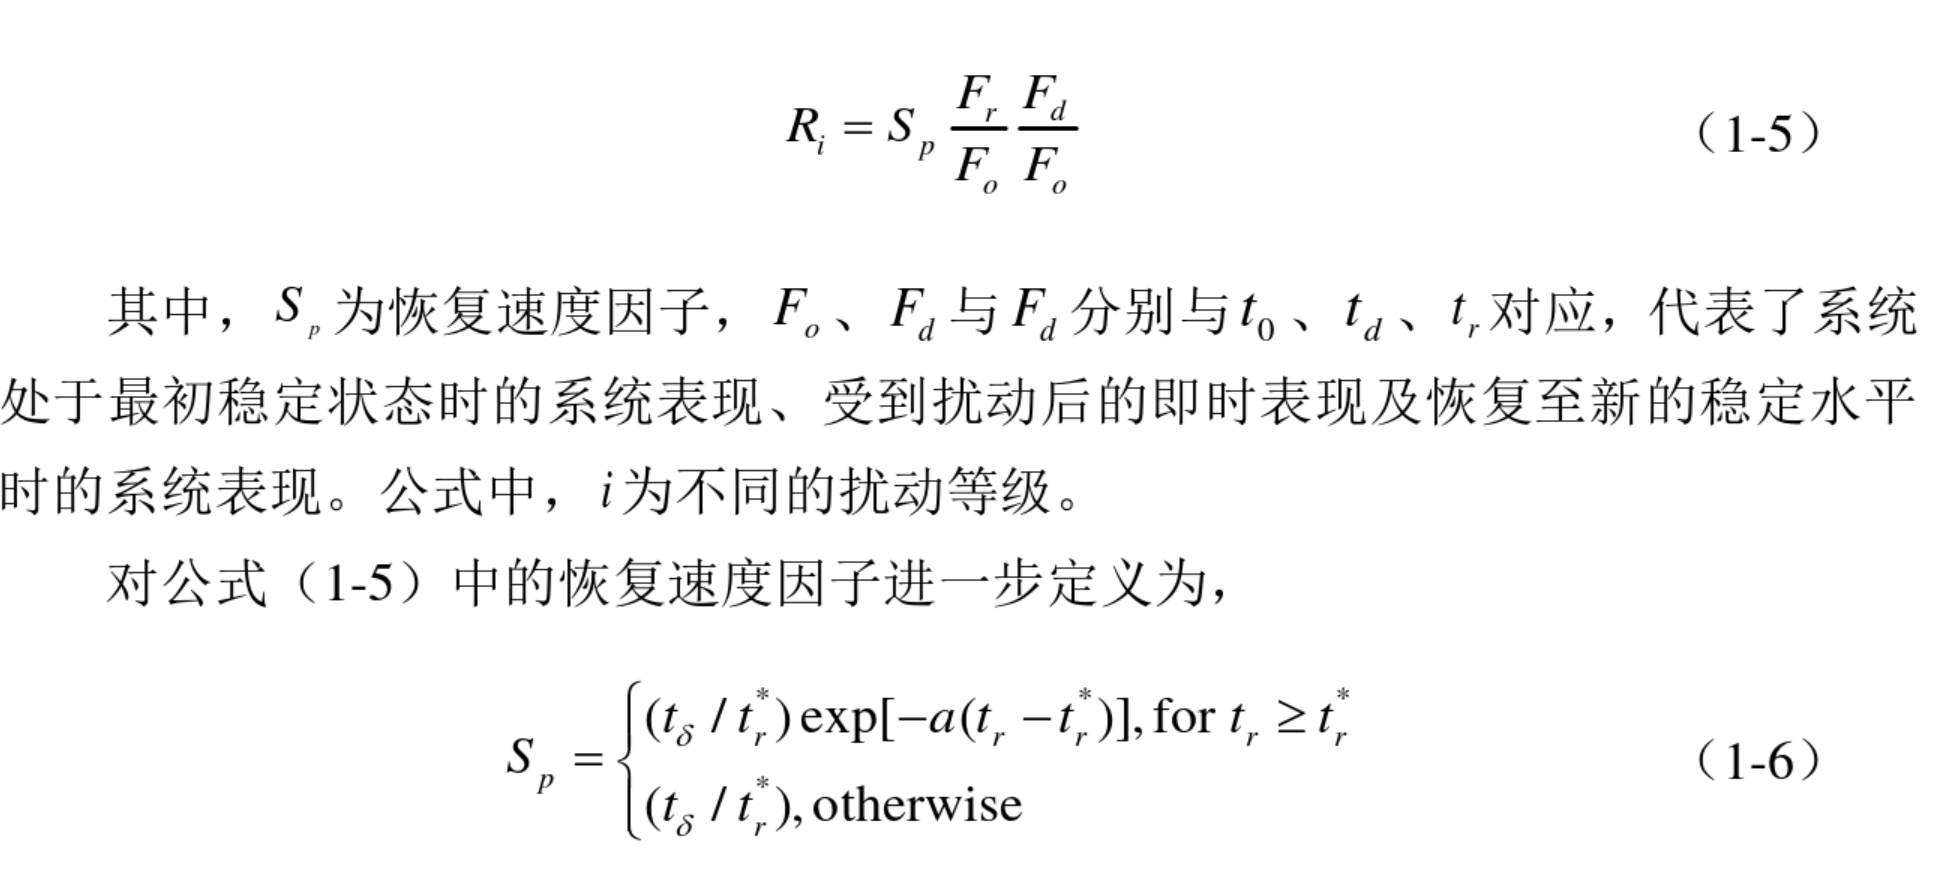 $R_i = S_p \frac{F_r}{F_o} \frac{F_d}{F_o}$ （1-5）
其中，$S_p$为恢复速度因子，$F_o$、$F_d$与$F_d$分别与$t_0$、$t_d$、$t_r$对应，代表了系统
处于最初稳定状态时的系统表现、受到扰动后的即时表现及恢复至新的稳定水平
时的系统表现。公式中，$i$为不同的扰动等级。
对公式（1-5）中的恢复速度因子进一步定义为，
$S_p = \begin{cases} (t_\delta / t_r^*) \exp[-a(t_r - t_r^*)], \text{for } t_r \geq t_r^* \\ (t_\delta / t_r^*), \text{otherwise} \end{cases}$ （1-6）